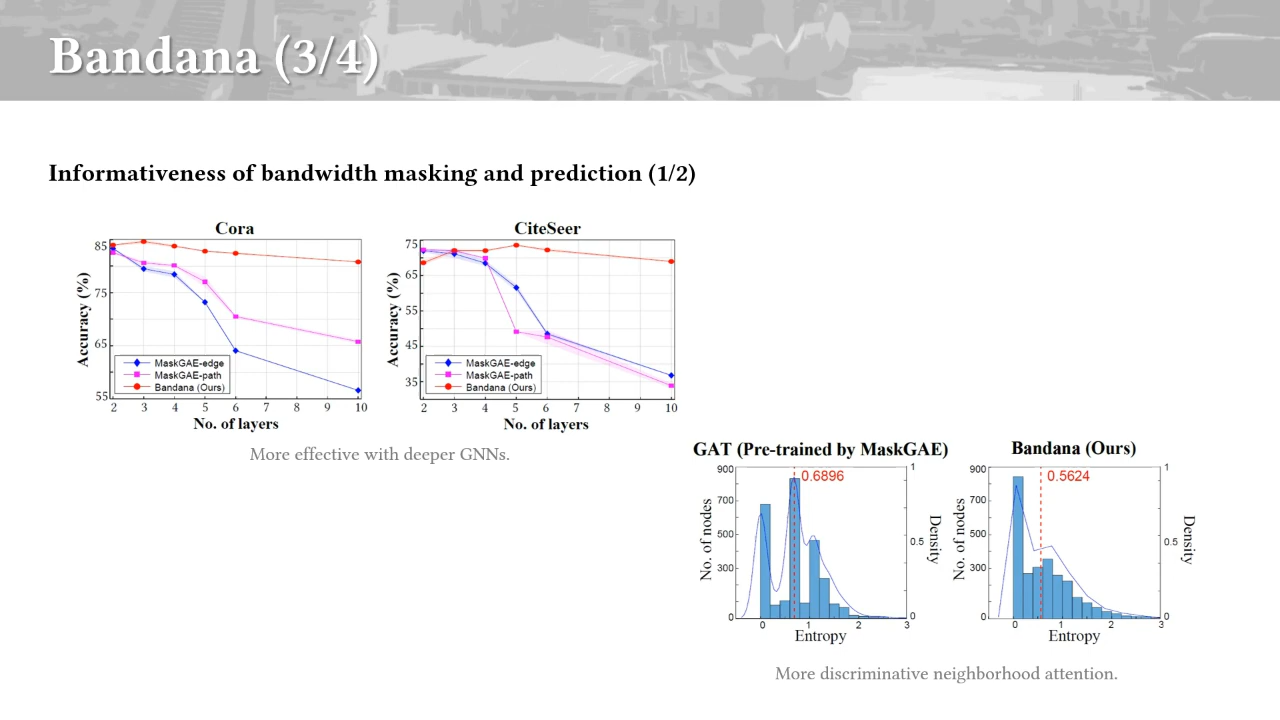 Bandana (3/4)
Informativeness of bandwidth masking and prediction (1/2)
Cora
Accuracy (%)
85
75
65
55
MaskGAE-edge
MaskGAE-path
Bandana (Ours)
2 3 4 5 6 7 8 9 10
No. of layers
CiteSeer
Accuracy (%)
75
65
55
45
35
MaskGAE-edge
MaskGAE-path
Bandana (Ours)
2 3 4 5 6 7 8 9 10
No. of layers
More effective with deeper GNNs.
GAT (Pre-trained by MaskGAE)
0.6896
No. of nodes
900
700
500
300
0
1
0.5
0
Density
0 1 2 3
Entropy
Bandana (Ours)
0.5624
No. of nodes
900
700
500
300
0
1
0.5
0
Density
0 1 2 3
Entropy
More discriminative neighborhood attention.